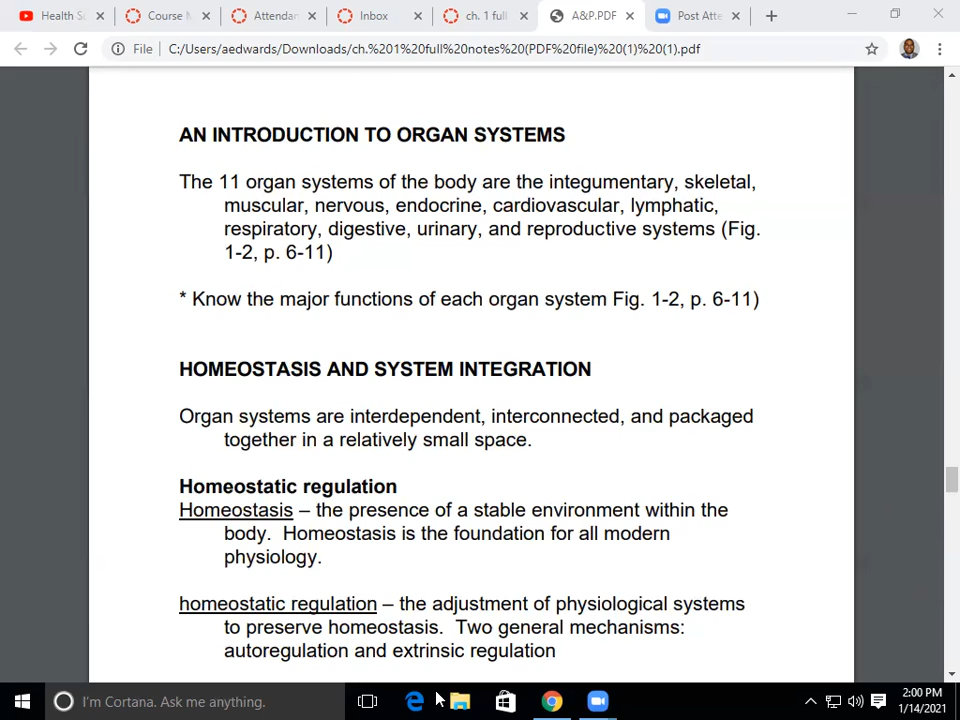 Health S
Course M
Attendan
Inbox
ch. 1 full
A&P.PDF
Post Atte
File
C:/Users/aedwards/Downloads/ch.%201%20full%20notes%20(PDF%20file)%20(1)%20(1).pdf
AN INTRODUCTION TO ORGAN SYSTEMS
The 11 organ systems of the body are the integumentary, skeletal,
muscular, nervous, endocrine, cardiovascular, lymphatic,
respiratory, digestive, urinary, and reproductive systems (Fig.
1-2, p. 6-11)
* Know the major functions of each organ system Fig. 1-2, p. 6-11)
HOMEOSTASIS AND SYSTEM INTEGRATION
Organ systems are interdependent, interconnected, and packaged
together in a relatively small space.
Homeostatic regulation
Homeostasis – the presence of a stable environment within the
body. Homeostasis is the foundation for all modern
physiology.
homeostatic regulation – the adjustment of physiological systems
to preserve homeostasis. Two general mechanisms:
autoregulation and extrinsic regulation
I'm Cortana. Ask me anything.
2:00 PM
1/14/2021